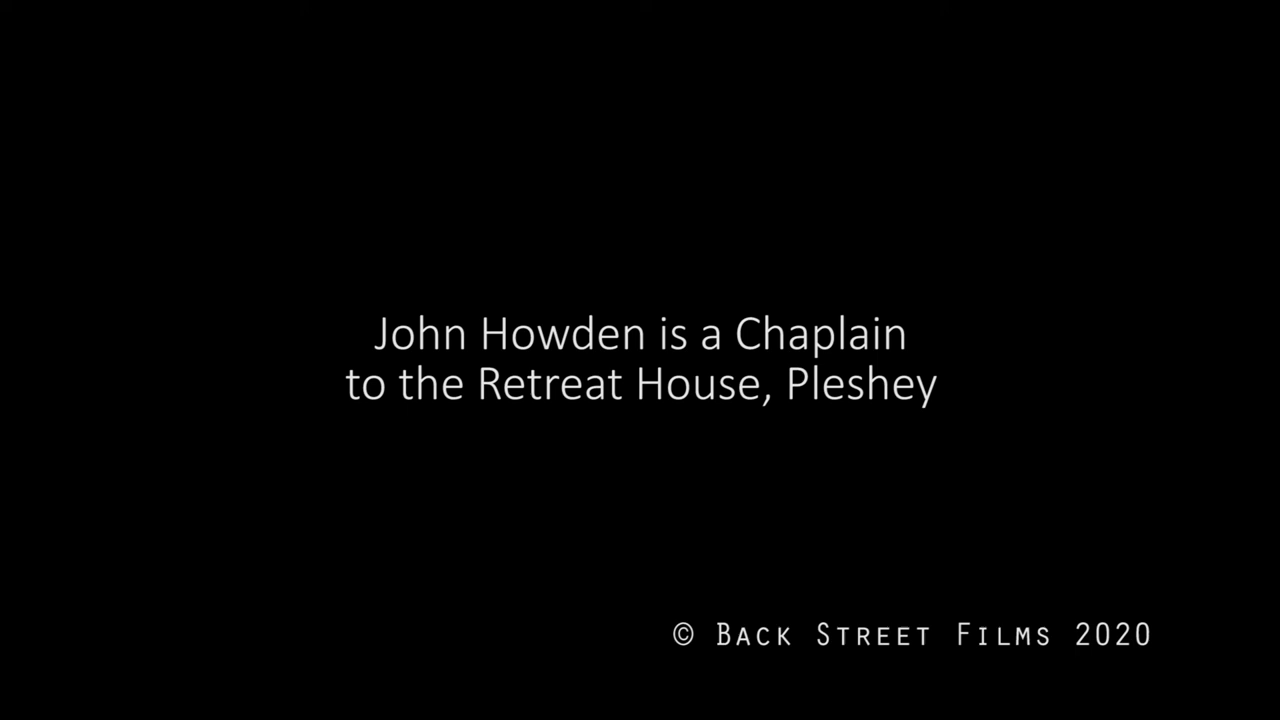 John Howden is a Chaplain
to the Retreat House, Pleshey
© Back Street Films 2020